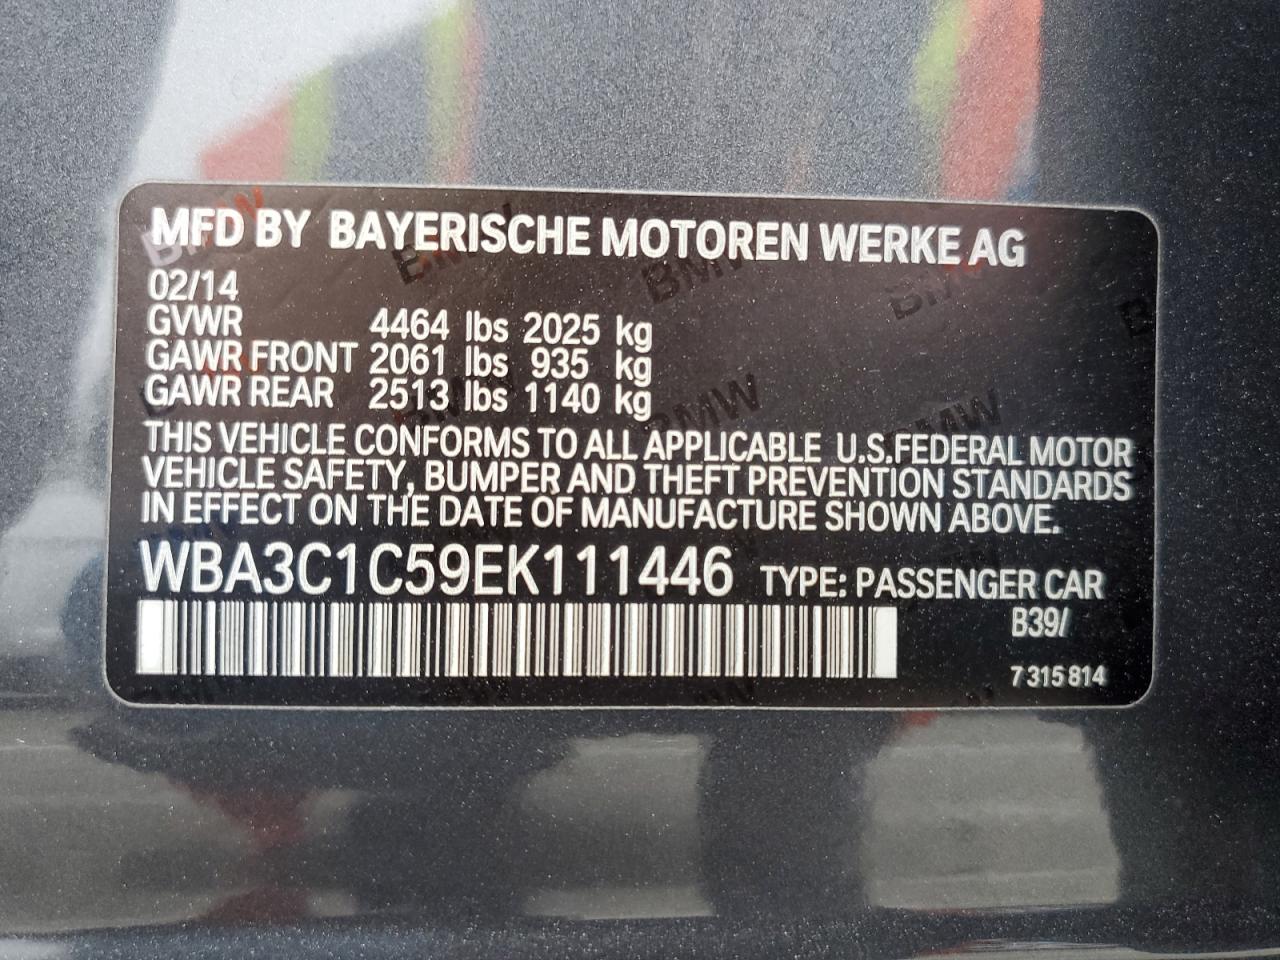 MFD BY BAYERISCHE MOTOREN WERKE AG
02/14
GVWR 4464 lbs 2025 kg
GAWR FRONT 2061 lbs 935 kg
GAWR REAR 2513 lbs 1140 kg
THIS VEHICLE CONFORMS TO ALL APPLICABLE U.S.FEDERAL MOTOR
VEHICLE SAFETY, BUMPER AND THEFT PREVENTION STANDARDS
IN EFFECT ON THE DATE OF MANUFACTURE SHOWN ABOVE.
WBA3C1C59EK111446 TYPE: PASSENGER CAR
B39/
7 315 814